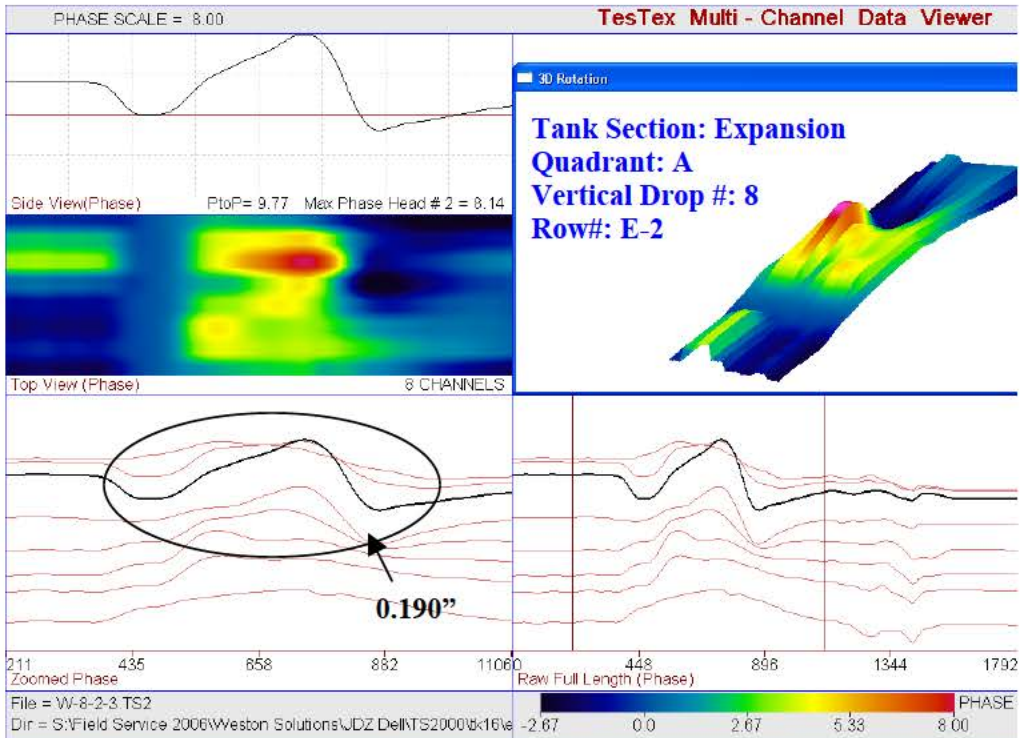 PHASE SCALE = 8.00
TesTex Multi - Channel Data Viewer
3D Rotation
Tank Section: Expansion
Quadrant: A
Vertical Drop #: 8
Row#: E-2
Side View(Phase) PtoP= 9.77 Max Phase Head # 2 = 8.14
Top View (Phase) 8 CHANNELS
0.190”
211 435 658 882 1106
Zoomed Phase
0 448 896 1344 1792
Raw Full Length (Phase)
File = W-8-2-3.TS2
Dir = S:\Field Service 2006\Weston Solutions\JDZ Dell\TS2000\tk16\e
PHASE
-2.67 0.0 2.67 5.33 8.00